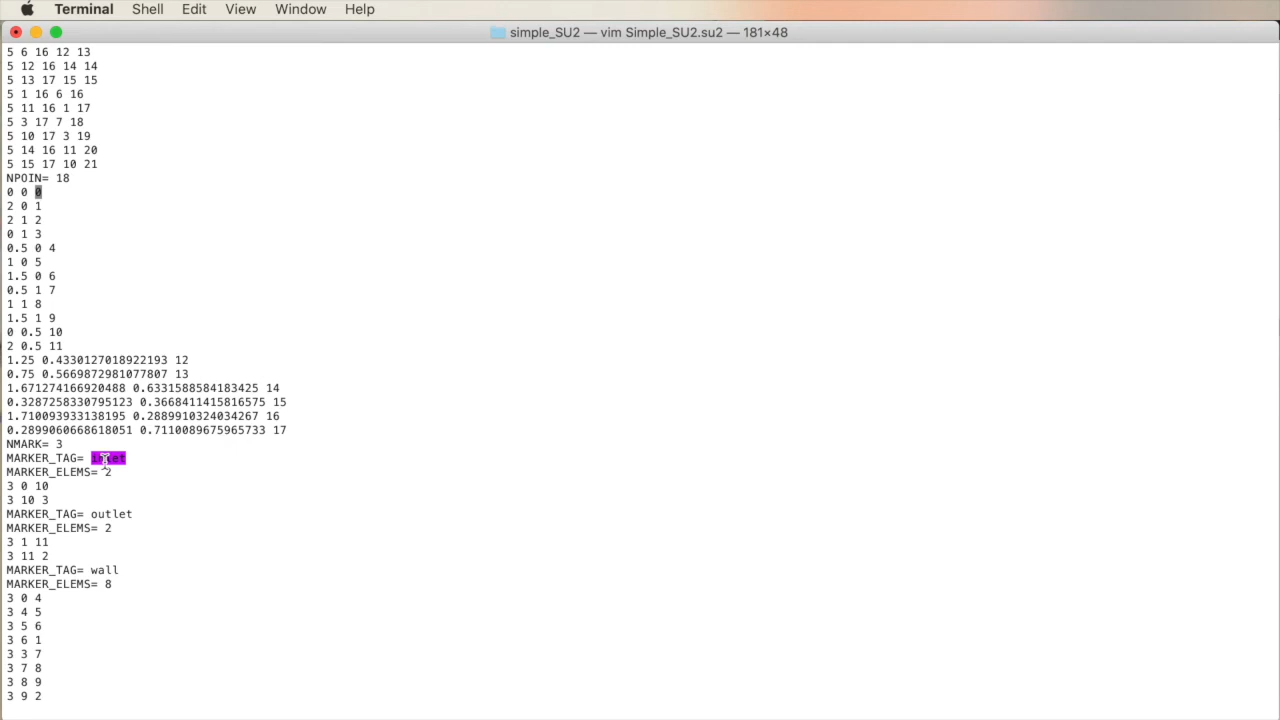 Terminal Shell Edit View Window Help
simple_SU2 — vim Simple_SU2.su2 — 181×48
5 6 16 12 13
5 12 16 14 14
5 13 17 15 15
5 1 16 6 16
5 11 16 1 17
5 3 17 7 18
5 10 17 3 19
5 14 16 11 20
5 15 17 10 21
NPOIN= 18
0 0 0
2 0 1
2 1 2
0 1 3
0.5 0 4
1 0 5
1.5 0 6
0.5 1 7
1 1 8
1.5 1 9
0 0.5 10
2 0.5 11
1.25 0.4330127018922193 12
0.75 0.5669872981077807 13
1.671274166920488 0.6331588584183425 14
0.3287258330795123 0.3668411415816575 15
1.710093933138195 0.2889910324034267 16
0.2899060668618051 0.7110089675965733 17
NMARK= 3
MARKER_TAG= inlet
MARKER_ELEMS= 2
3 0 10
3 10 3
MARKER_TAG= outlet
MARKER_ELEMS= 2
3 1 11
3 11 2
MARKER_TAG= wall
MARKER_ELEMS= 8
3 0 4
3 4 5
3 5 6
3 6 1
3 3 7
3 7 8
3 8 9
3 9 2